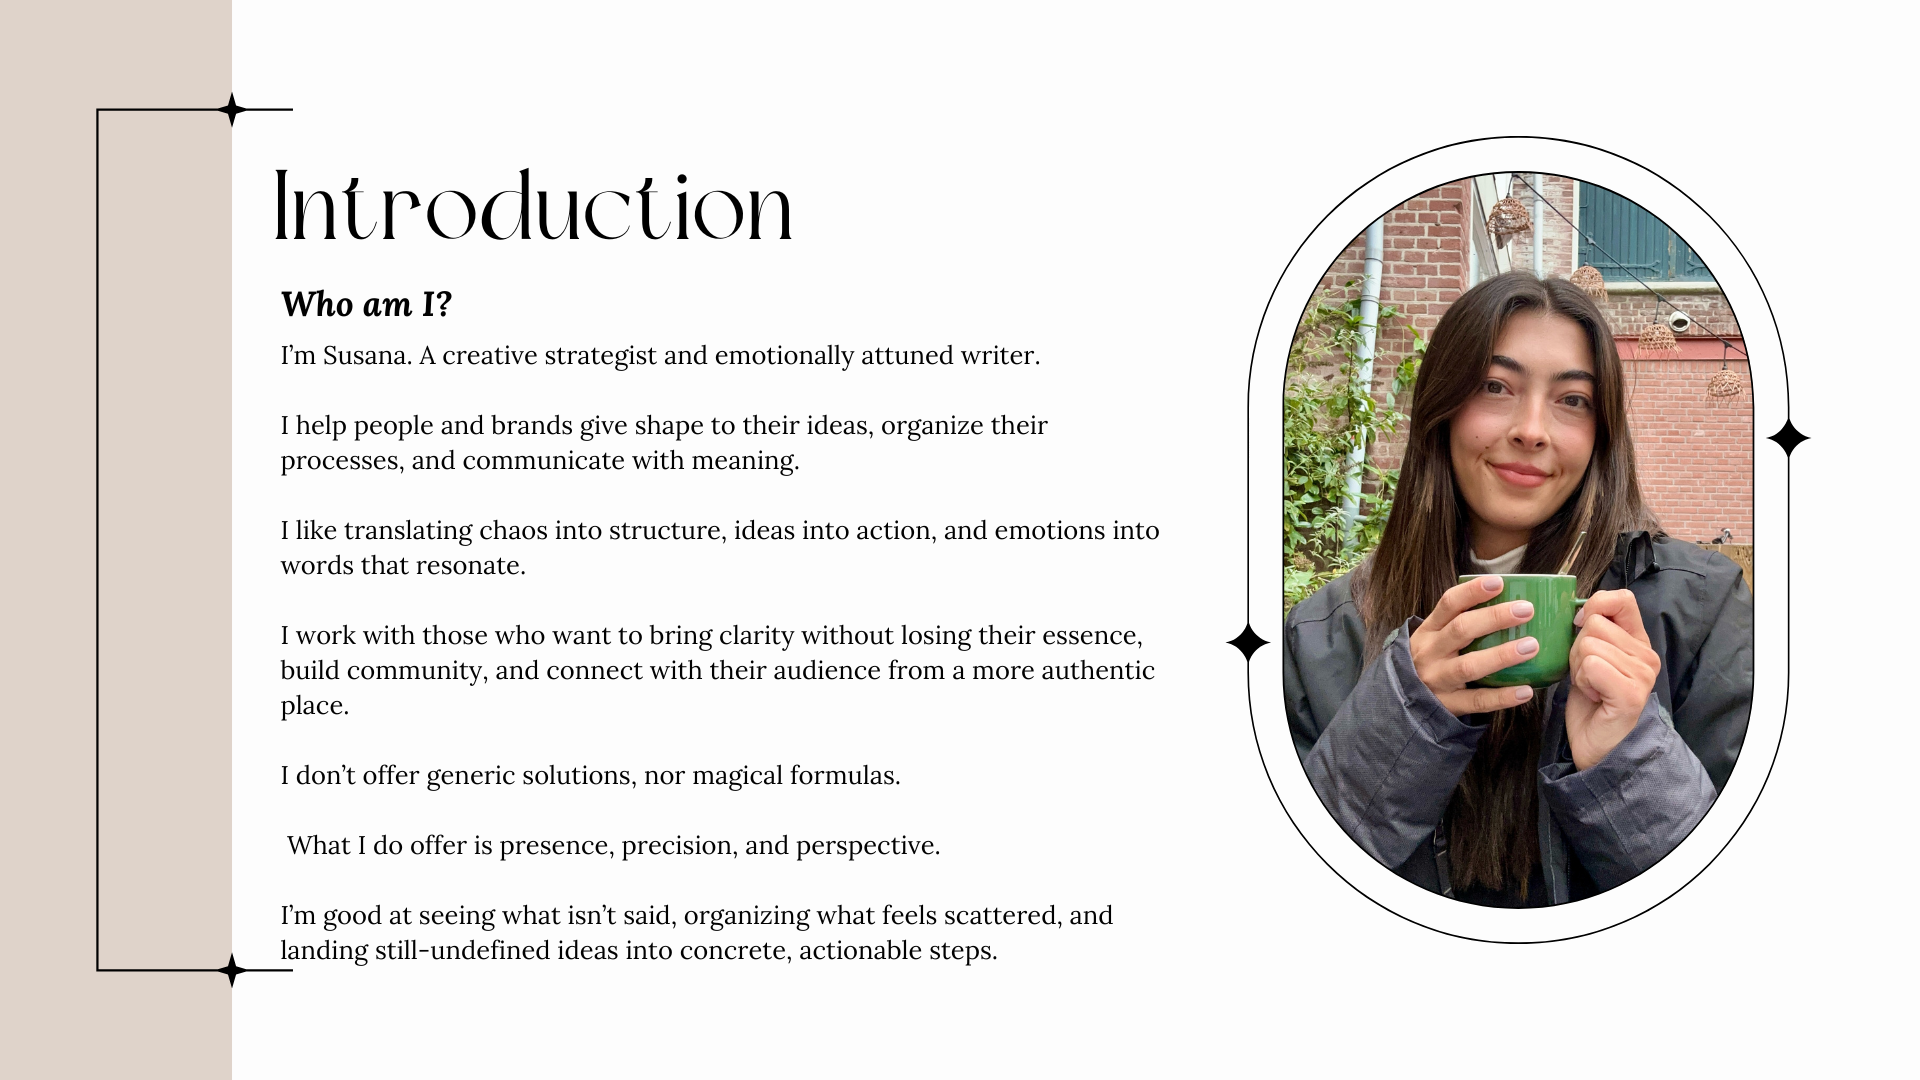 Introduction
Who am I?
I’m Susana. A creative strategist and emotionally attuned writer.
I help people and brands give shape to their ideas, organize their
processes, and communicate with meaning.
I like translating chaos into structure, ideas into action, and emotions into
words that resonate.
I work with those who want to bring clarity without losing their essence,
build community, and connect with their audience from a more authentic
place.
I don’t offer generic solutions, nor magical formulas.
What I do offer is presence, precision, and perspective.
I’m good at seeing what isn’t said, organizing what feels scattered, and
landing still-undefined ideas into concrete, actionable steps.